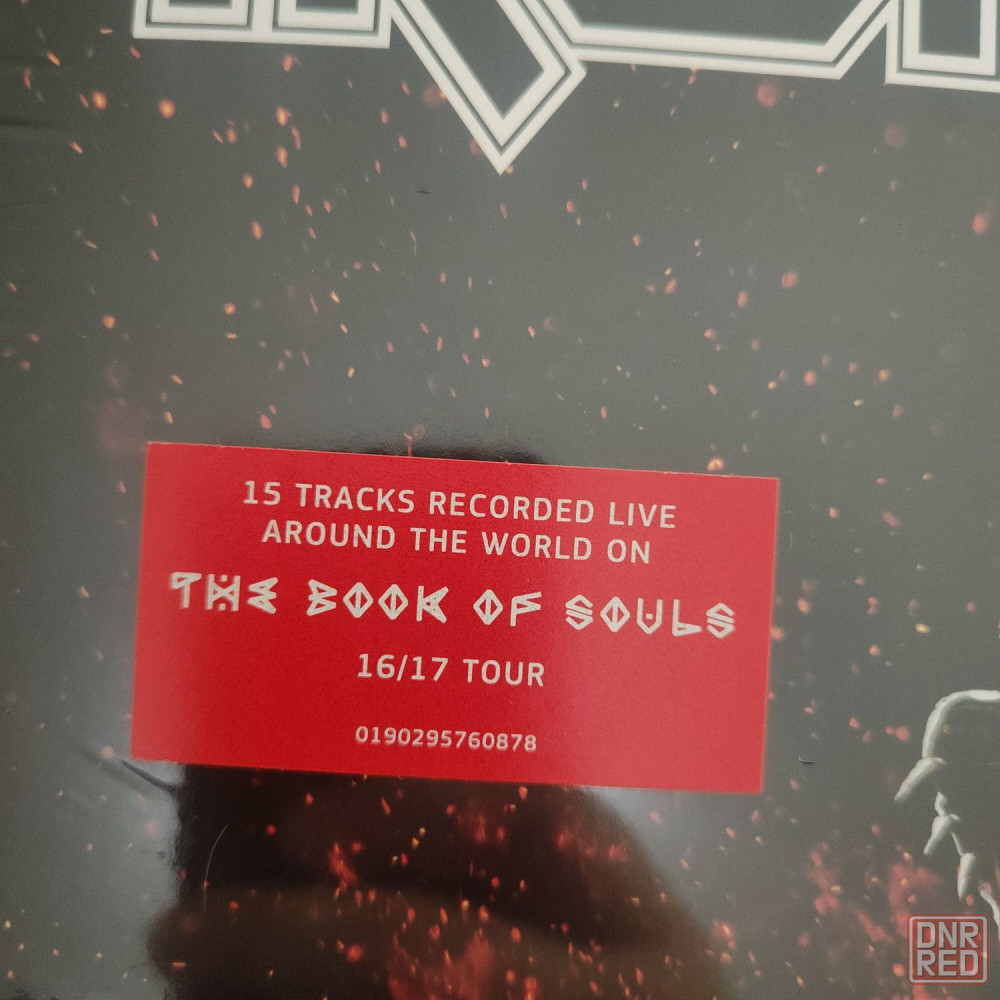 15 TRACKS RECORDED LIVE
AROUND THE WORLD ON
THE BOOK OF SOULS
16/17 TOUR
0190295760878
DNR
RED